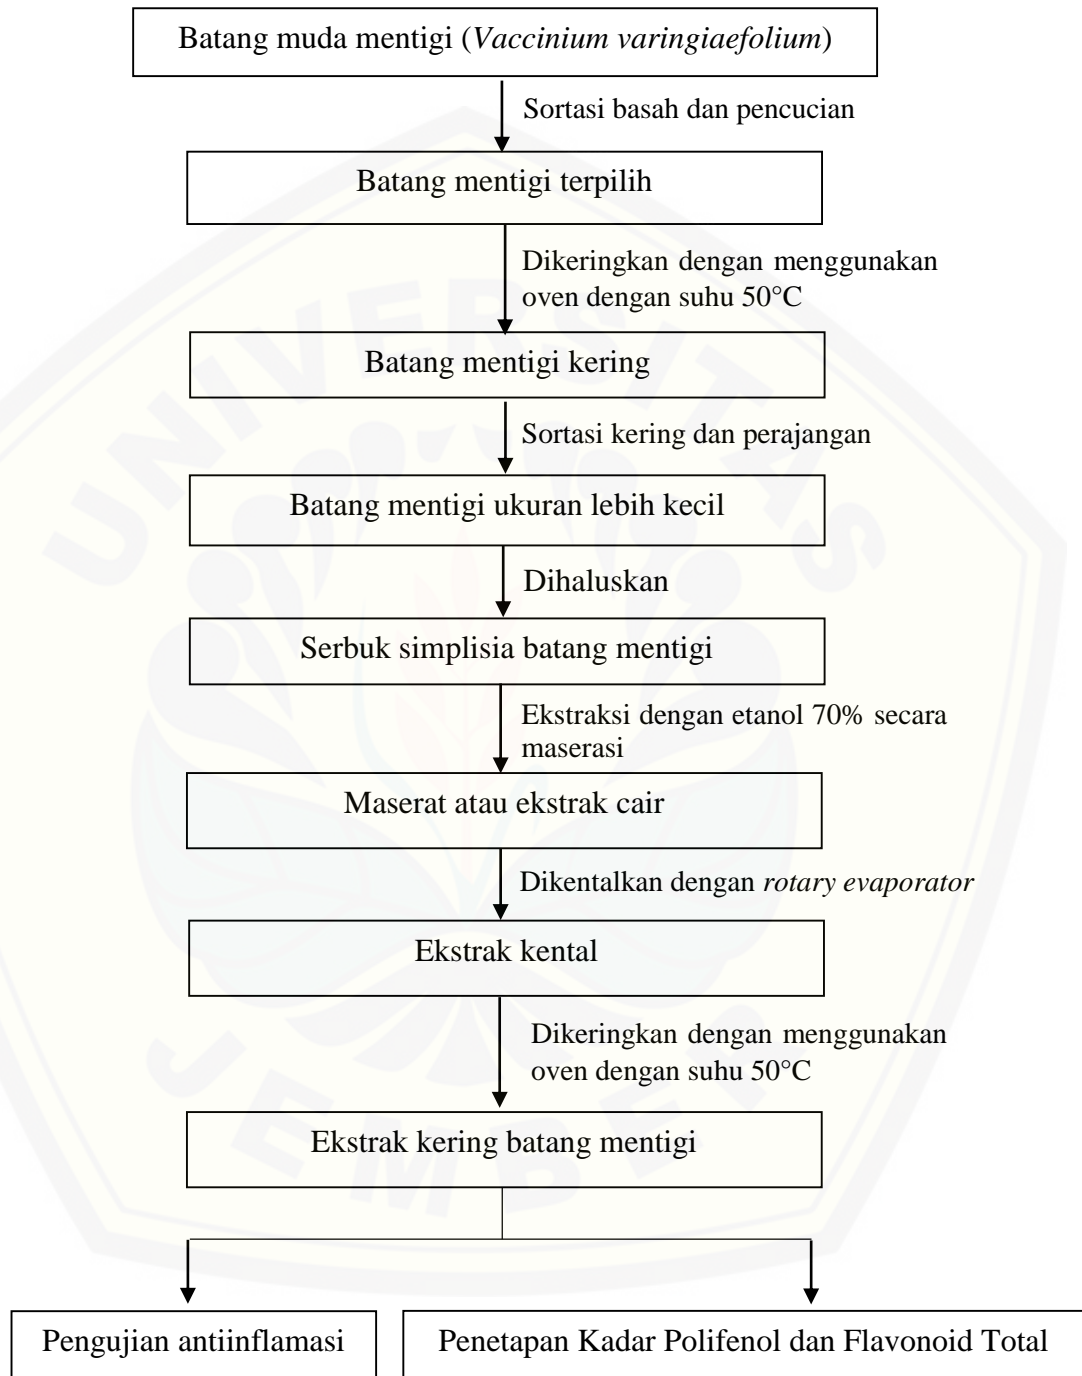 Batang muda mentigi (Vaccinium varingiaefolium)
Sortasi basah dan pencucian
Batang mentigi terpilih
Dikeringkan dengan menggunakan
oven dengan suhu 50°C
Batang mentigi kering
Sortasi kering dan perajangan
Batang mentigi ukuran lebih kecil
Dihaluskan
Serbuk simplisia batang mentigi
Ekstraksi dengan etanol 70% secara
maserasi
Maserat atau ekstrak cair
Dikentalkan dengan rotary evaporator
Ekstrak kental
Dikeringkan dengan menggunakan
oven dengan suhu 50°C
Ekstrak kering batang mentigi
Pengujian antiinflamasi
Penetapan Kadar Polifenol dan Flavonoid Total
UNIVERSITAS
JEMBER